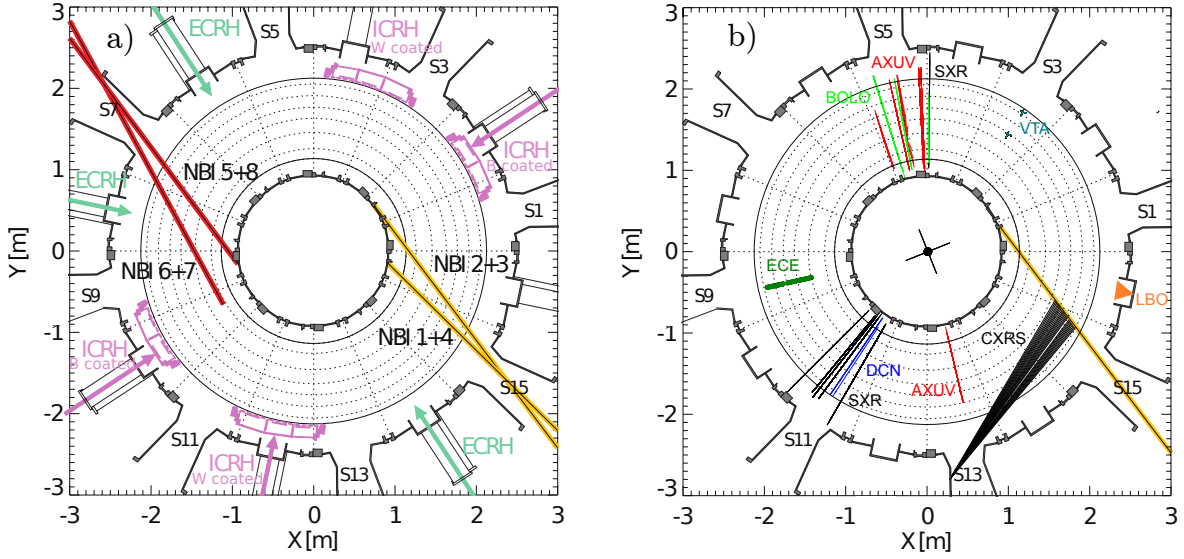 a)
ECRH
S5
ICRH
W coated
S3
S7
ICRH
B coated
NBI 5+8
ECRH
S1
NBI 2+3
NBI 6+7
S9
NBI 1+4
ICRH
B coated
S15
S11
ICRH
W coated
ECRH
S13
3
2
1
0
-1
-2
-3
Y [m]
-3 -2 -1 0 1 2 3
X [m]
b)
S5
AXUV
SXR
S3
BOLO
S7
VTA
S1
ECE
LBO
S9
CXRS
DCN
AXUV
S15
SXR
S11
S13
3
2
1
0
-1
-2
-3
Y [m]
-3 -2 -1 0 1 2 3
X [m]